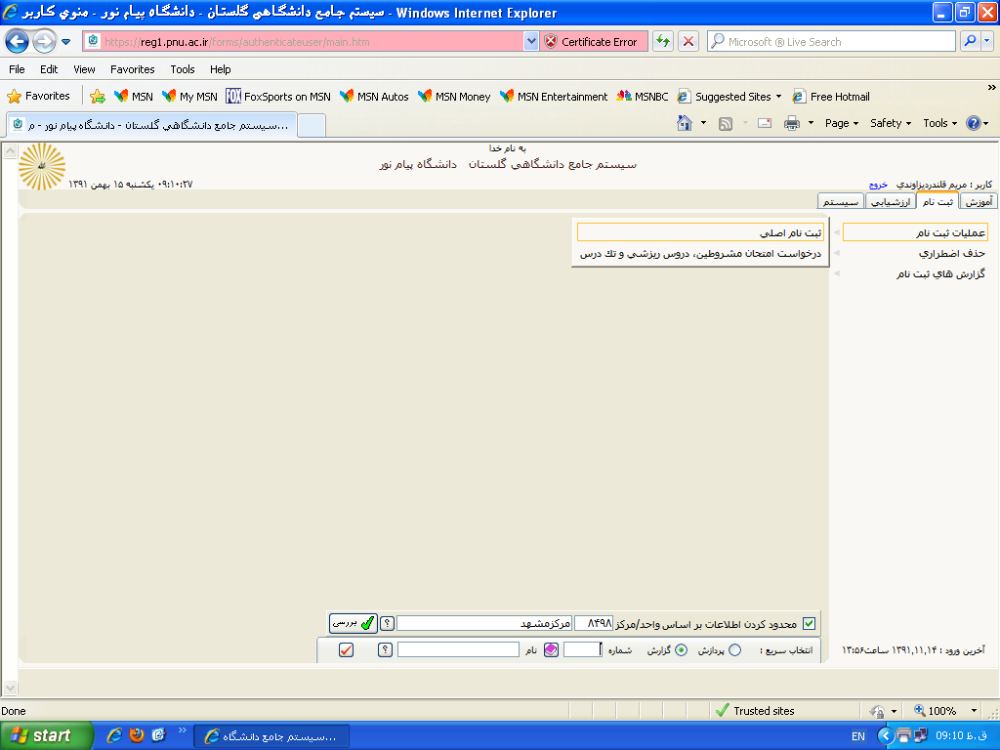 سيستم جامع دانشگاهي گلستان - دانشگاه پيام نور - منوي كاربر - Windows Internet Explorer
https://reg1.pnu.ac.ir/forms/authenticateuser/main.htm
Certificate Error
Microsoft ® Live Search
File Edit View Favorites Tools Help
Favorites MSN My MSN FoxSports on MSN MSN Autos MSN Money MSN Entertainment MSNBC Suggested Sites Free Hotmail
سيستم جامع دانشگاهي گلستان - دانشگاه پيام نور - م...
Page Safety Tools
به نام خدا
سيستم جامع دانشگاهي گلستان دانشگاه پيام نور
كاربر : مريم قلندرديزاوندي خروج
۰۹:۱۰:۲۷ يكشنبه ۱۵ بهمن ۱۳۹۱
آموزش ثبت نام ارزشيابي سيستم
عمليات ثبت نام
حذف اضطراري
گزارش هاي ثبت نام
ثبت نام اصلي
درخواست امتحان مشروطين، دروس ريزشي و تك درس
محدود كردن اطلاعات بر اساس واحد/مركز ۸۴۹۸ مركزمشهد ? بررسي
انتخاب سريع : پردازش گزارش شماره نام ?
آخرين ورود : ۱۳۹۱,۱۱,۱۴ ساعت۱۳:۵۶
Done
Trusted sites
100%
start
سيستم جامع دانشگاه...
EN
09:10 ق.ظ